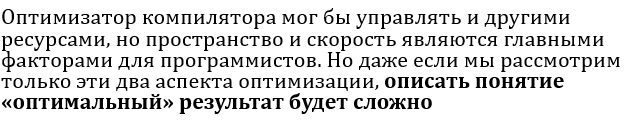 Оптимизатор компилятора мог бы управлять и другими
ресурсами, но пространство и скорость являются главными
факторами для программистов. Но даже если мы рассмотрим
только эти два аспекта оптимизации, описать понятие
«оптимальный» результат будет сложно